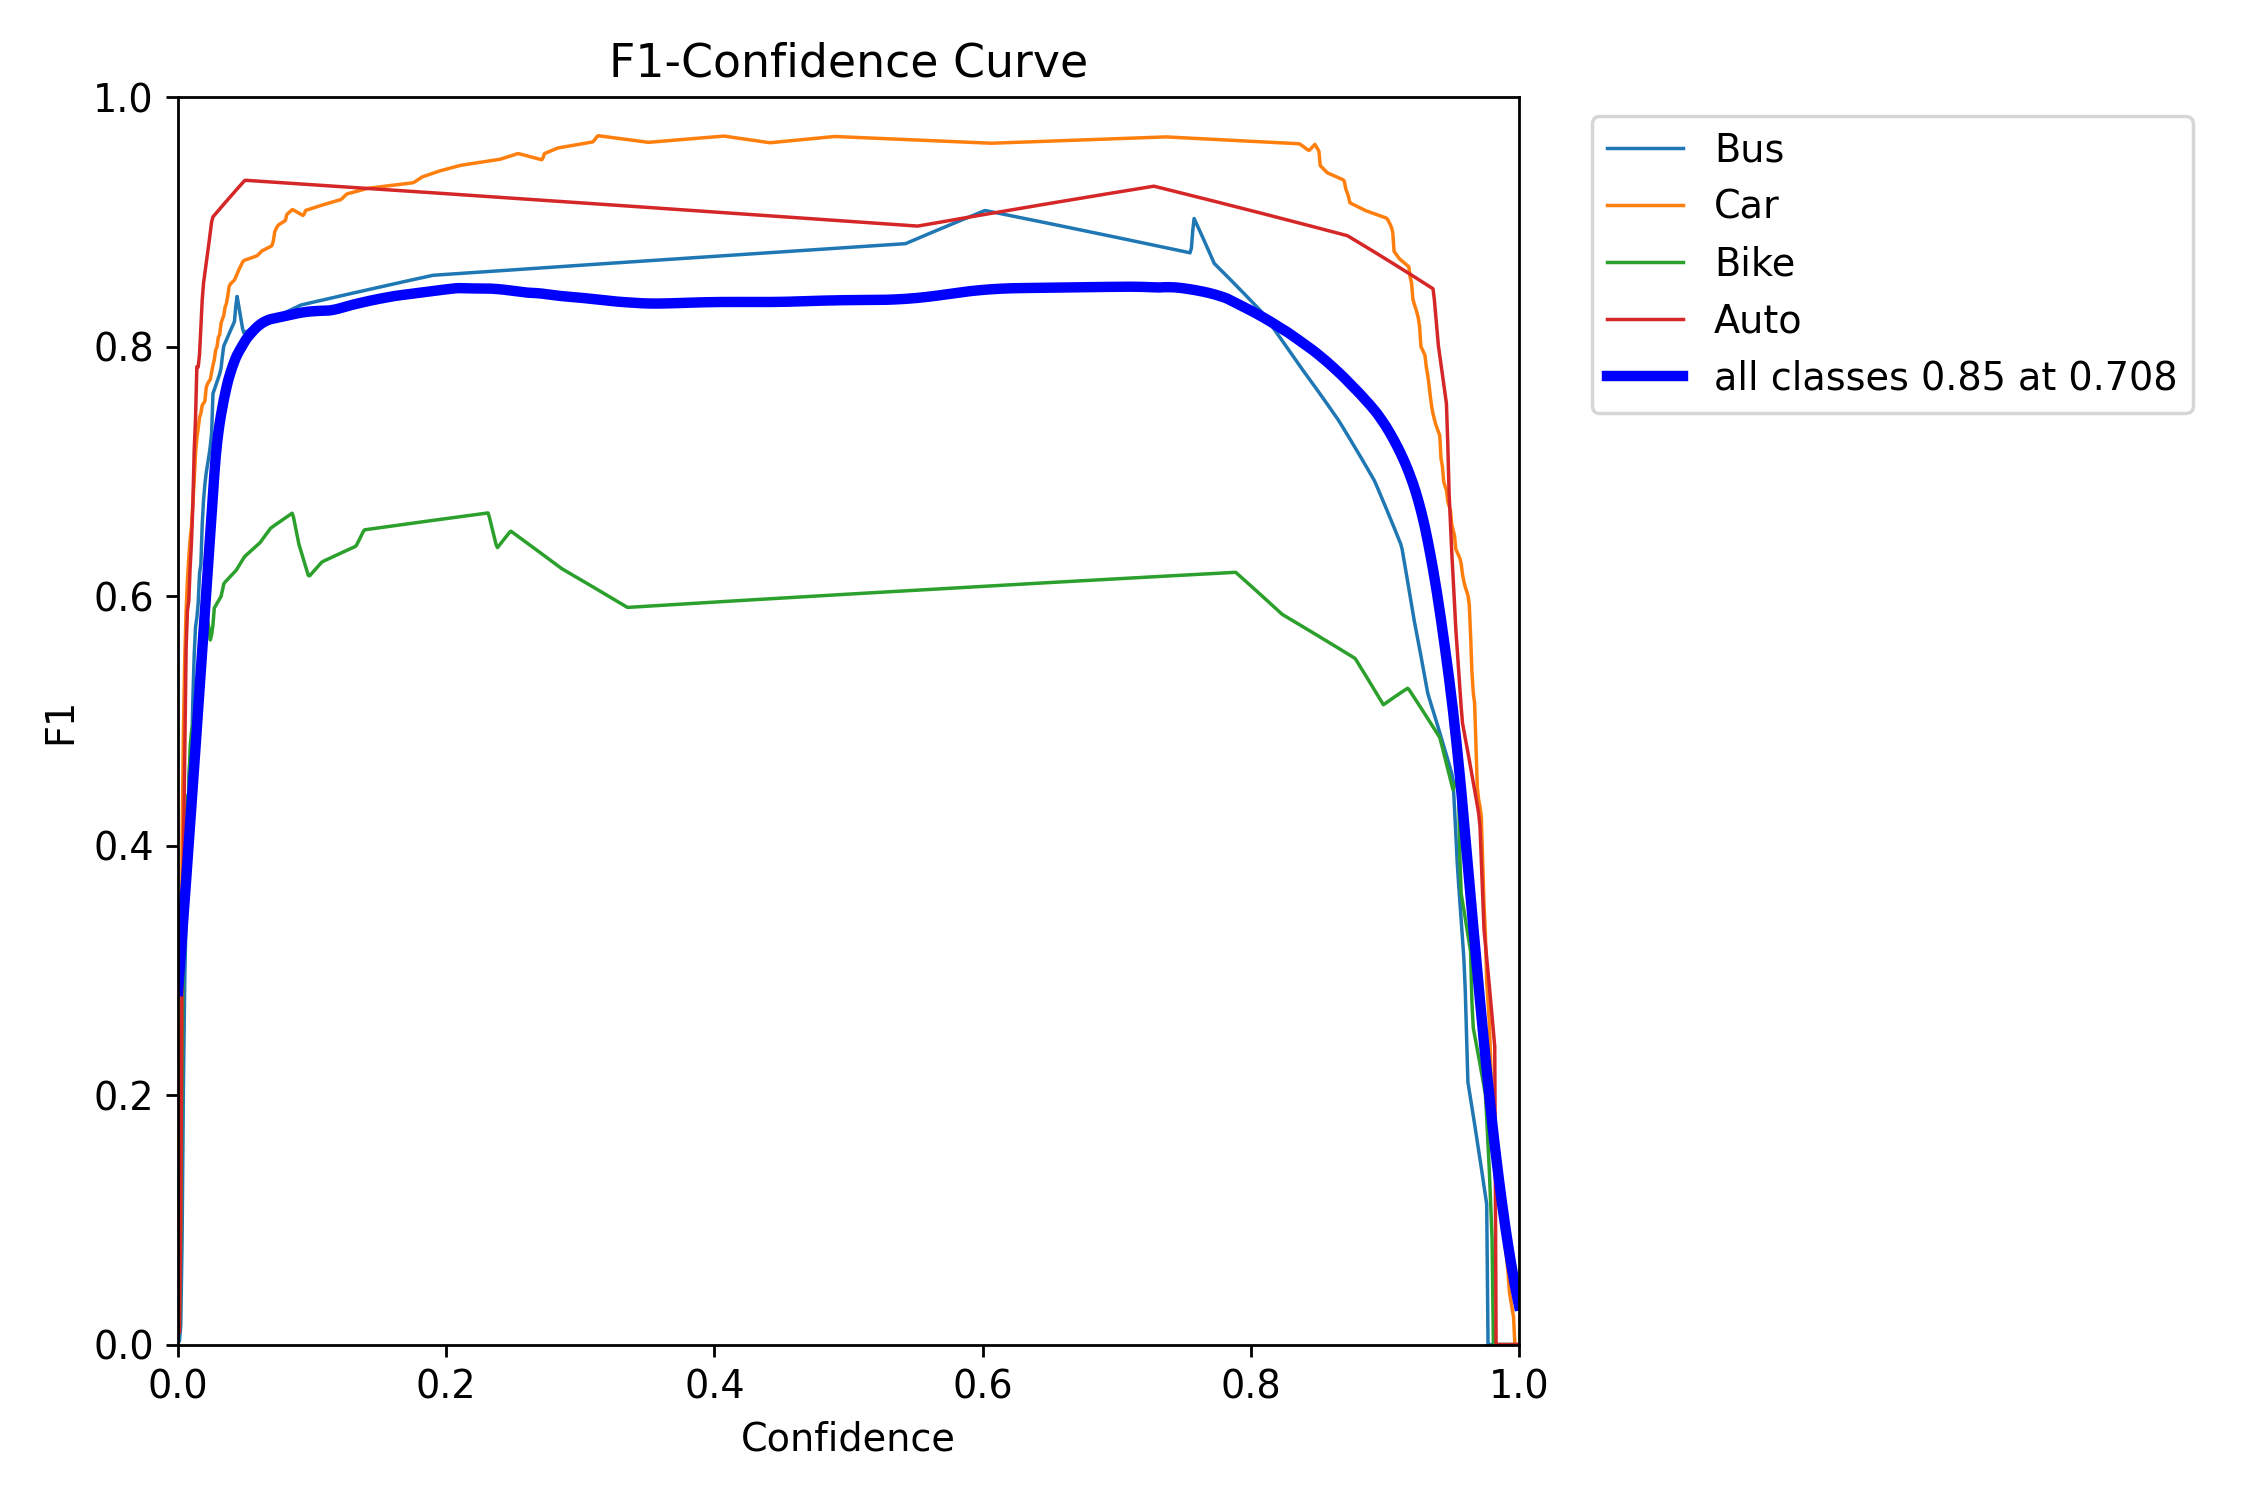 F1-Confidence Curve
1.0
0.8
0.6
0.4
0.2
0.0
F1
0.0 0.2 0.4 0.6 0.8 1.0
Confidence
Bus
Car
Bike
Auto
all classes 0.85 at 0.708